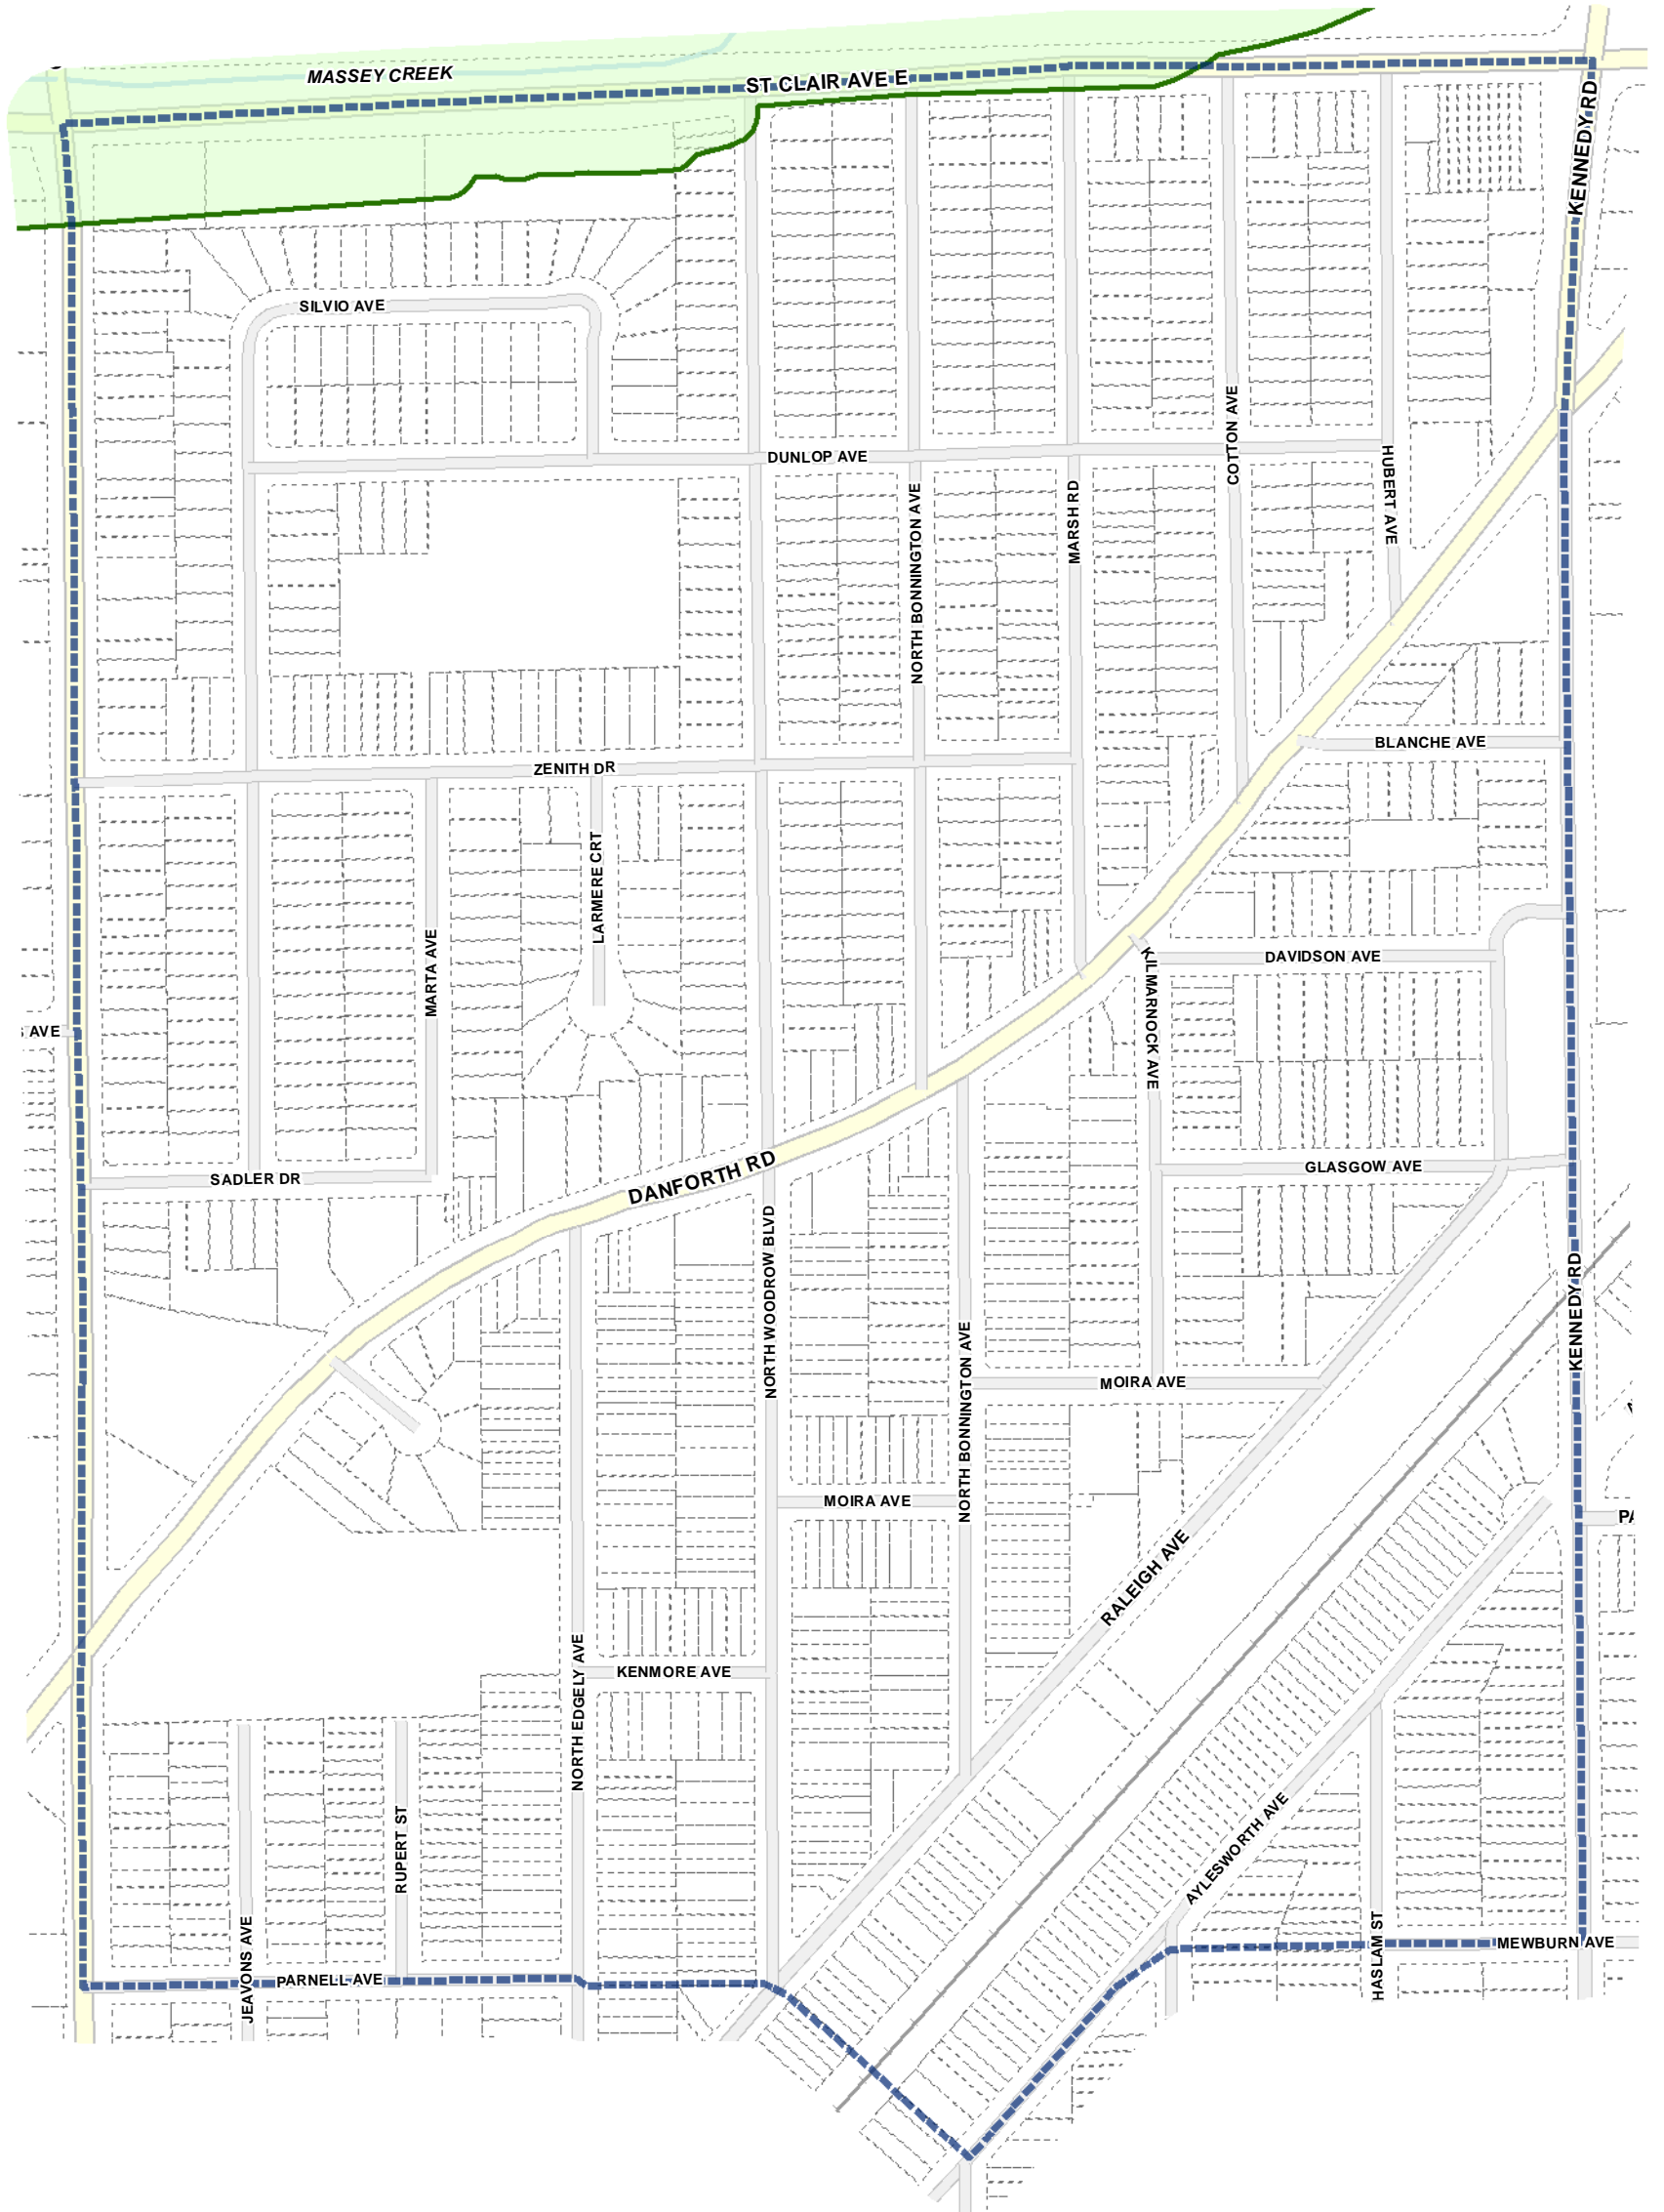 MASSEY CREEK
ST CLAIR AVE E
KENNEDY RD
SILVIO AVE
DUNLOP AVE
COTTON AVE
HUBERT AVE
NORTH BONNINGTON AVE
MARSH RD
BLANCHE AVE
ZENITH DR
LARMERE CRT
MARTA AVE
KILMARNOCK AVE
DAVIDSON AVE
AVE
SADLER DR
DANFORTH RD
GLASGOW AVE
NORTH WOODROW BLVD
KENNEDY RD
NORTH BONNINGTON AVE
MOIRA AVE
MOIRA AVE
PA
RALEIGH AVE
NORTH EDGELY AVE
KENMORE AVE
RUPERT ST
AYLESWORTH AVE
JEAVONS AVE
HASLAM ST
MEWBURN AVE
PARNELL AVE